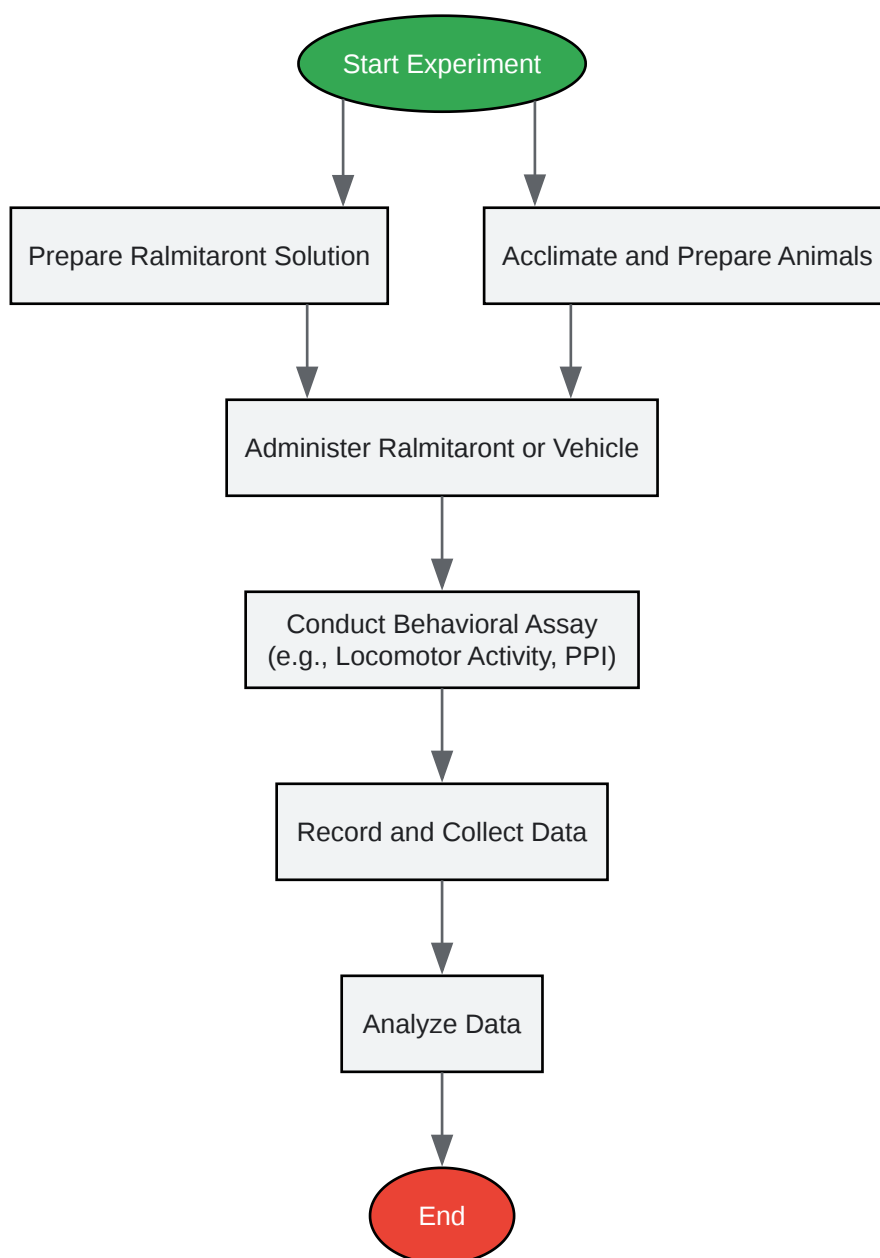 Start Experiment
Prepare Ralmitaront Solution
Acclimate and Prepare Animals
Administer Ralmitaront or Vehicle
Conduct Behavioral Assay
(e.g., Locomotor Activity, PPI)
Record and Collect Data
Analyze Data
End